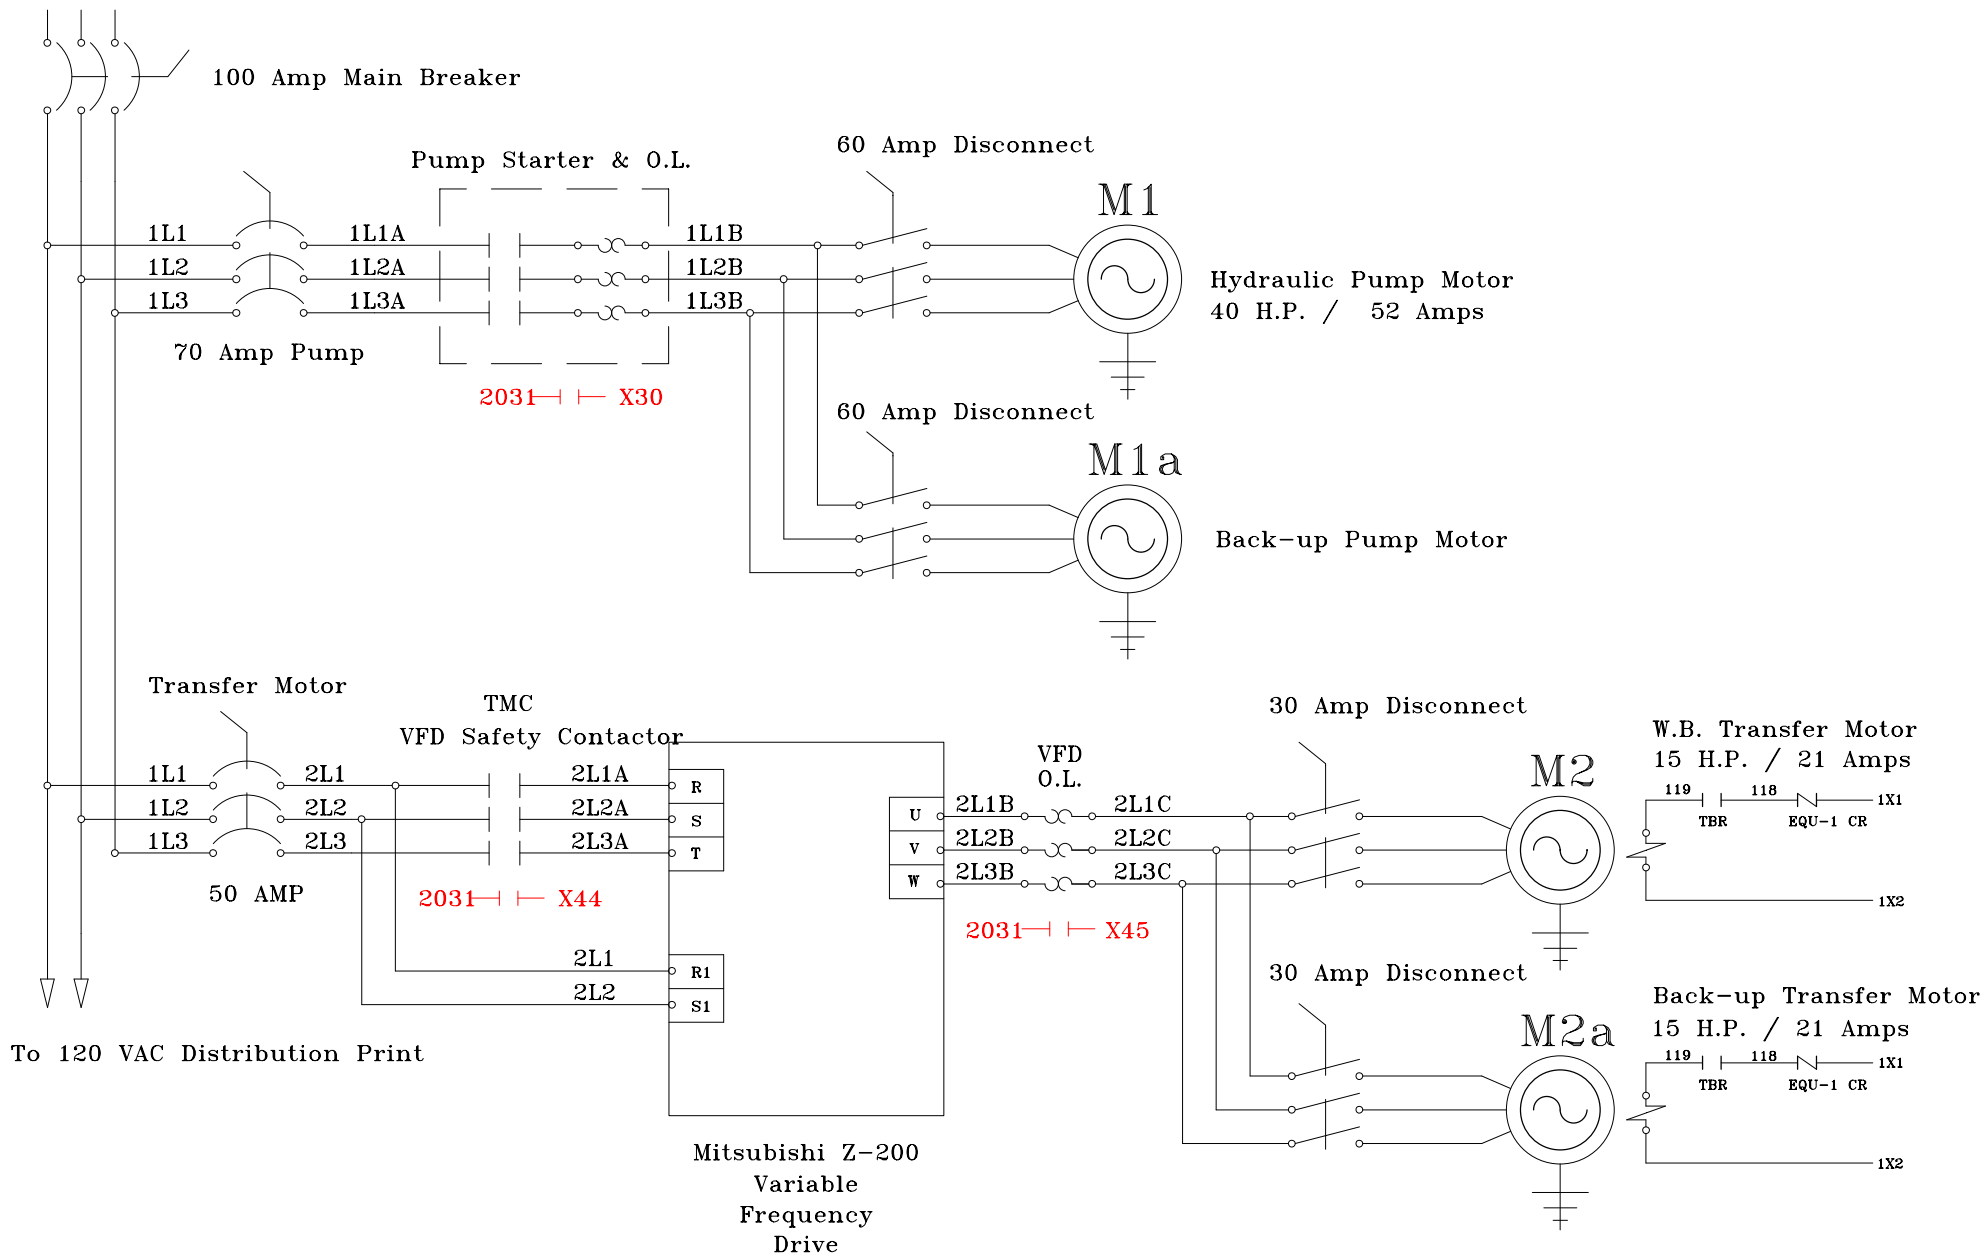 100 Amp Main Breaker
Pump Starter & O.L.
60 Amp Disconnect
M1
1L1 1L1A 1L1B
1L2 1L2A 1L2B
1L3 1L3A 1L3B
Hydraulic Pump Motor
40 H.P. / 52 Amps
70 Amp Pump
2031 X30
60 Amp Disconnect
M1a
Back-up Pump Motor
Transfer Motor
TMC
VFD Safety Contactor
1L1 2L1 2L1A R
1L2 2L2 2L2A S
1L3 2L3 2L3A T
50 AMP
2031 X44
2L1 R1
2L2 S1
To 120 VAC Distribution Print
Mitsubishi Z-200
Variable
Frequency
Drive
VFD
O.L.
U 2L1B 2L1C
V 2L2B 2L2C
W 2L3B 2L3C
2031 X45
30 Amp Disconnect
M2
W.B. Transfer Motor
15 H.P. / 21 Amps
119 118 1X1
TBR EQU-1 CR
1X2
30 Amp Disconnect
M2a
Back-up Transfer Motor
15 H.P. / 21 Amps
119 118 1X1
TBR EQU-1 CR
1X2